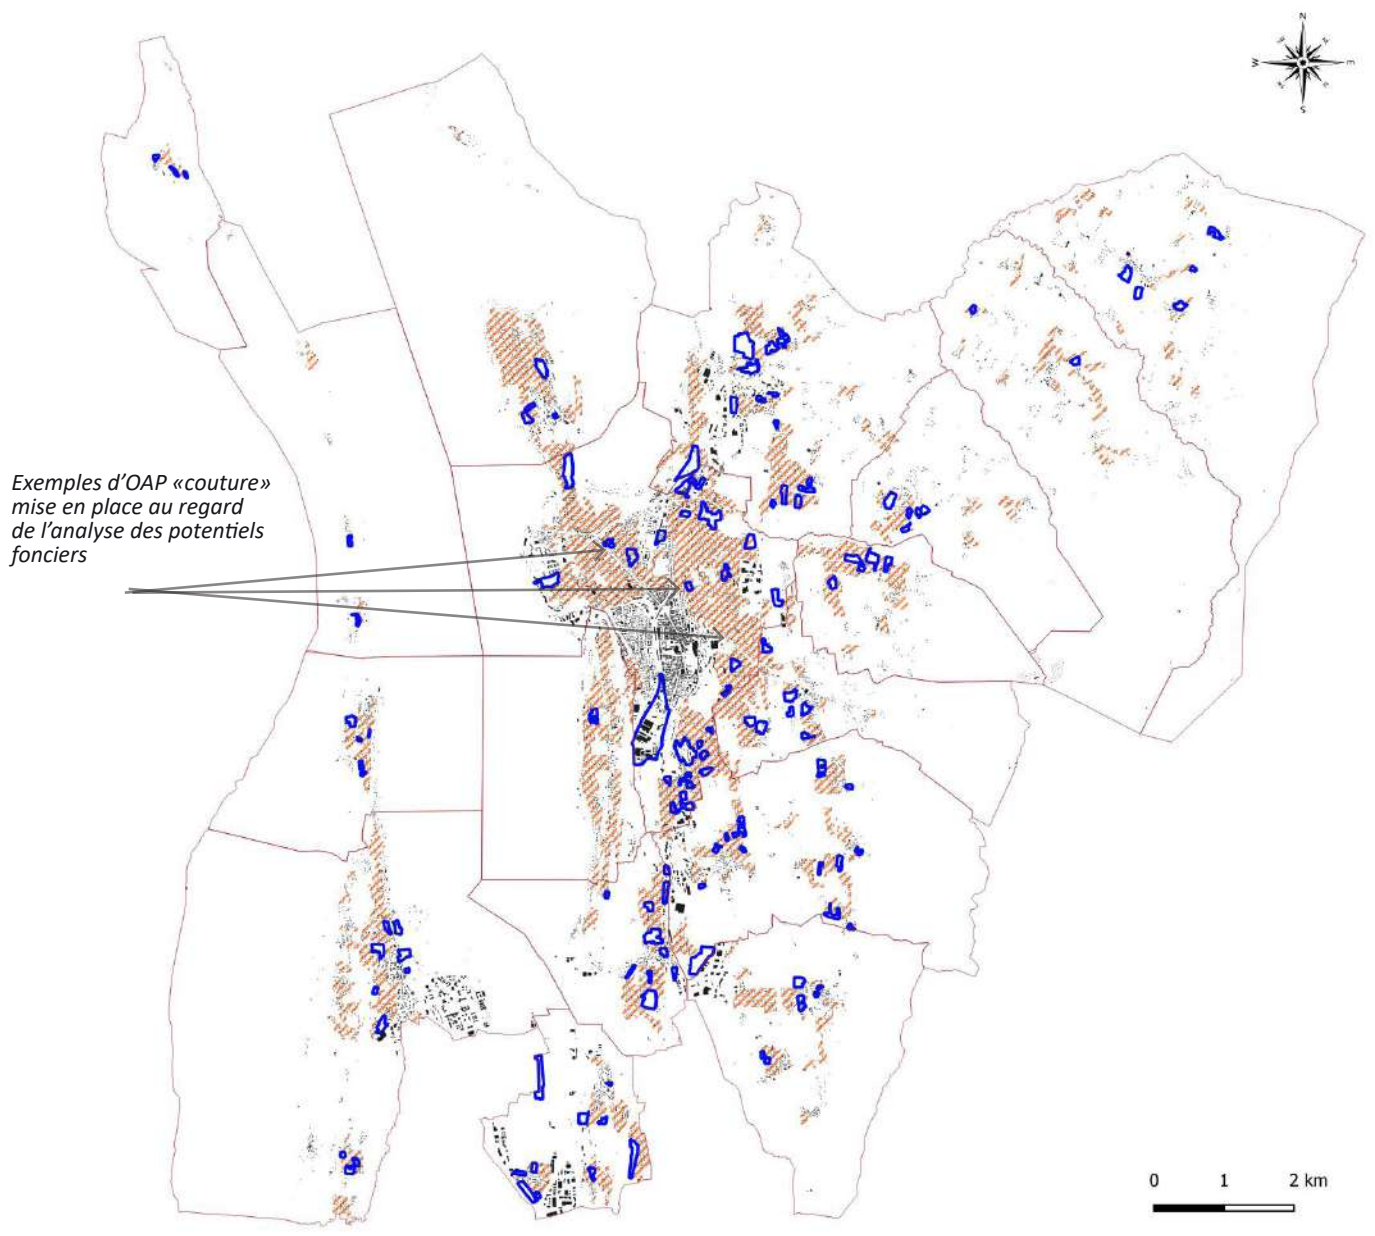 N
W
E
S
Exemples d’OAP «couture»
mise en place au regard
de l’analyse des potentiels
fonciers
0 1 2 km